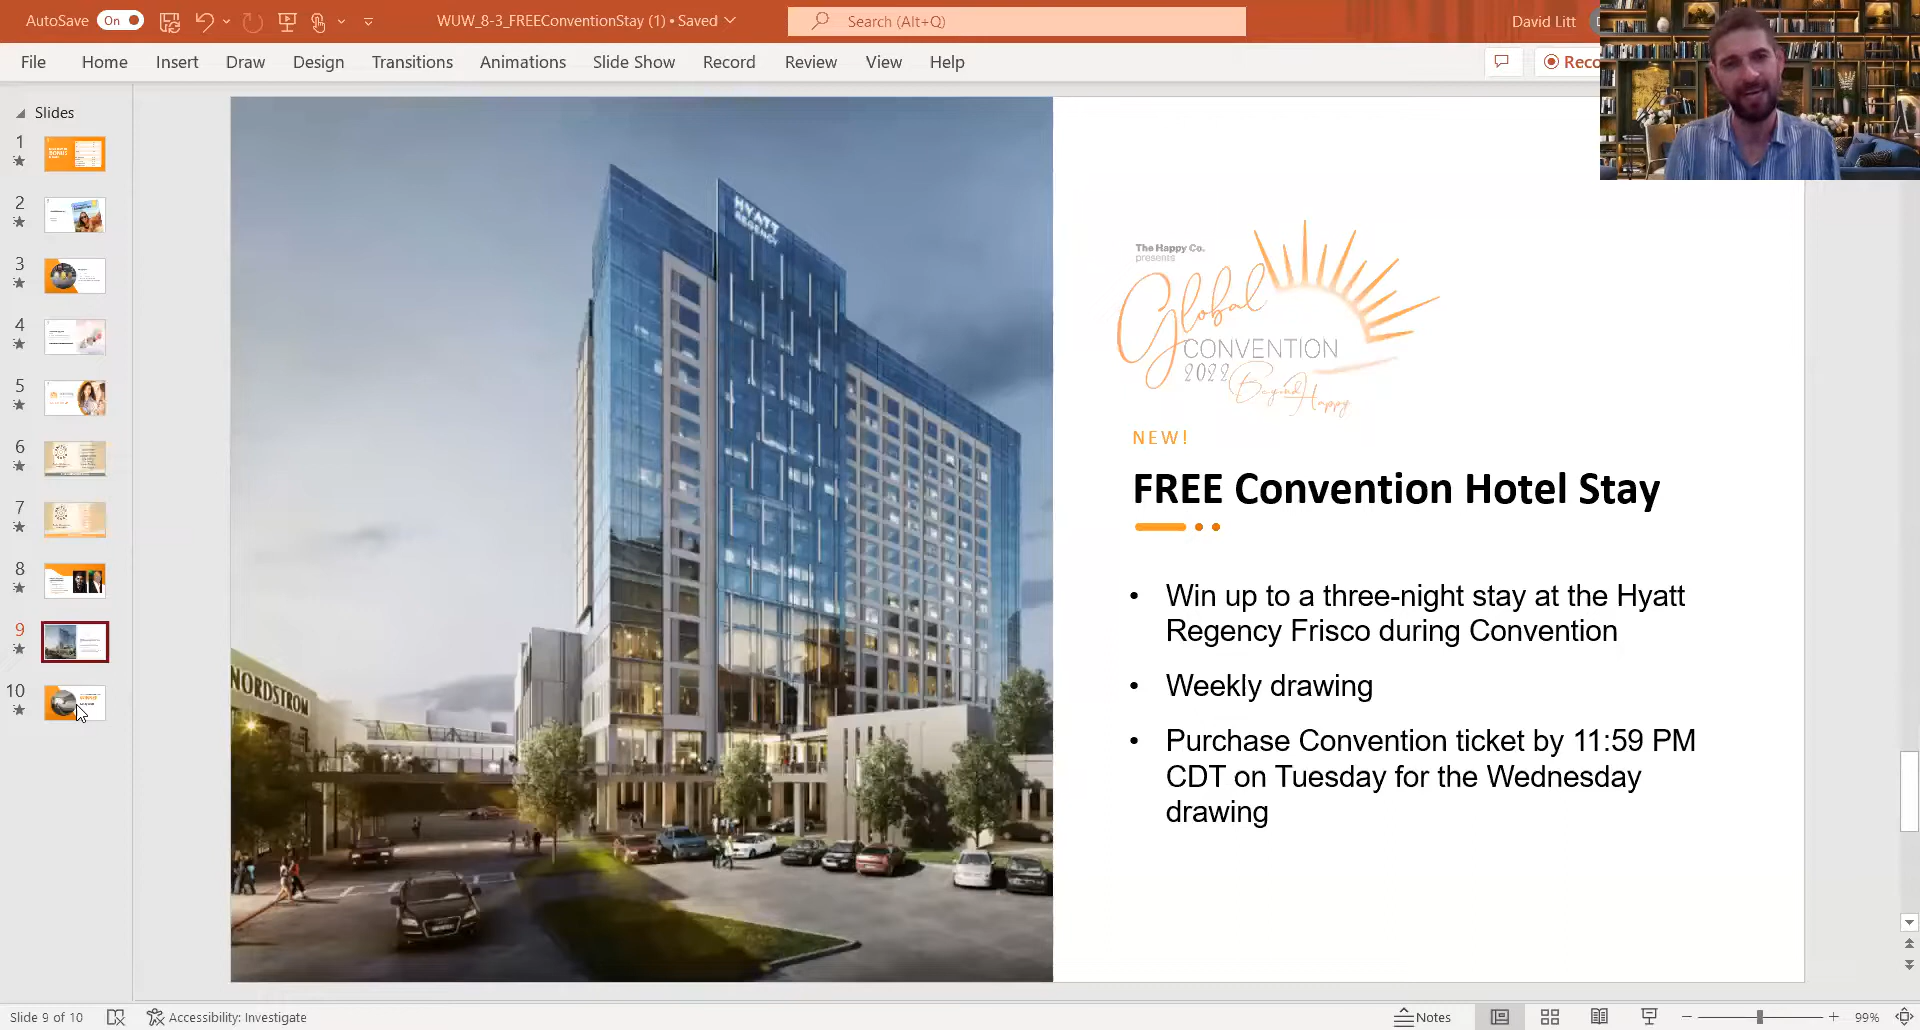 AutoSave On
WUW_8-3_FREEConventionStay (1) • Saved
Search (Alt+Q)
David Litt
File Home Insert Draw Design Transitions Animations Slide Show Record Review View Help
Reco
Slides
1
2
3
4
5
6
7
8
9
10
HYATT
REGENCY
NORDSTROM
The Happy Co.
presents
Global
CONVENTION
2022
Beyond Happy
NEW!
FREE Convention Hotel Stay
• Win up to a three-night stay at the Hyatt
Regency Frisco during Convention
• Weekly drawing
• Purchase Convention ticket by 11:59 PM
CDT on Tuesday for the Wednesday
drawing
Slide 9 of 10
Accessibility: Investigate
Notes
99%